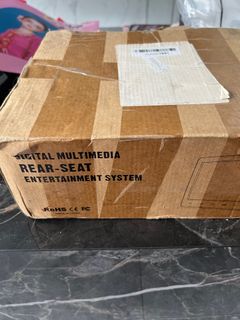 DIGITAL MULTIMEDIA
REAR-SEAT
ENTERTAINMENT SYSTEM
RoHS CE FC